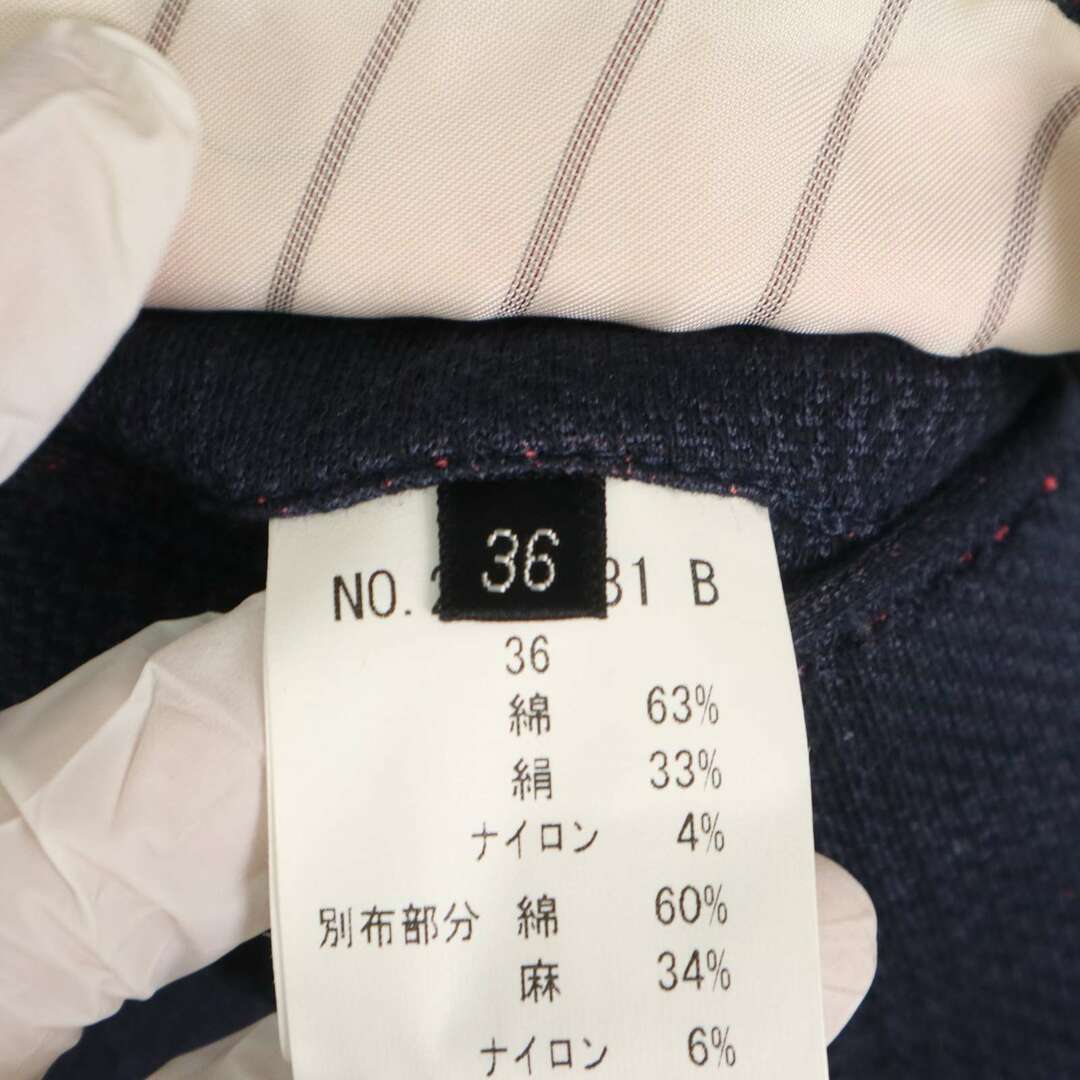 36
NO. 31 B
36
綿 63%
絹 33%
ナイロン 4%
別布部分 綿 60%
麻 34%
ナイロン 6%